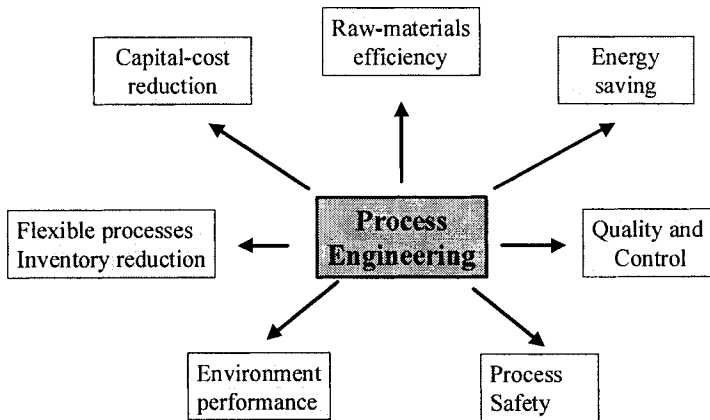 Raw-materials
efficiency
Capital-cost
reduction
Energy
saving
Process
Engineering
Flexible processes
Inventory reduction
Quality and
Control
Environment
performance
Process
Safety